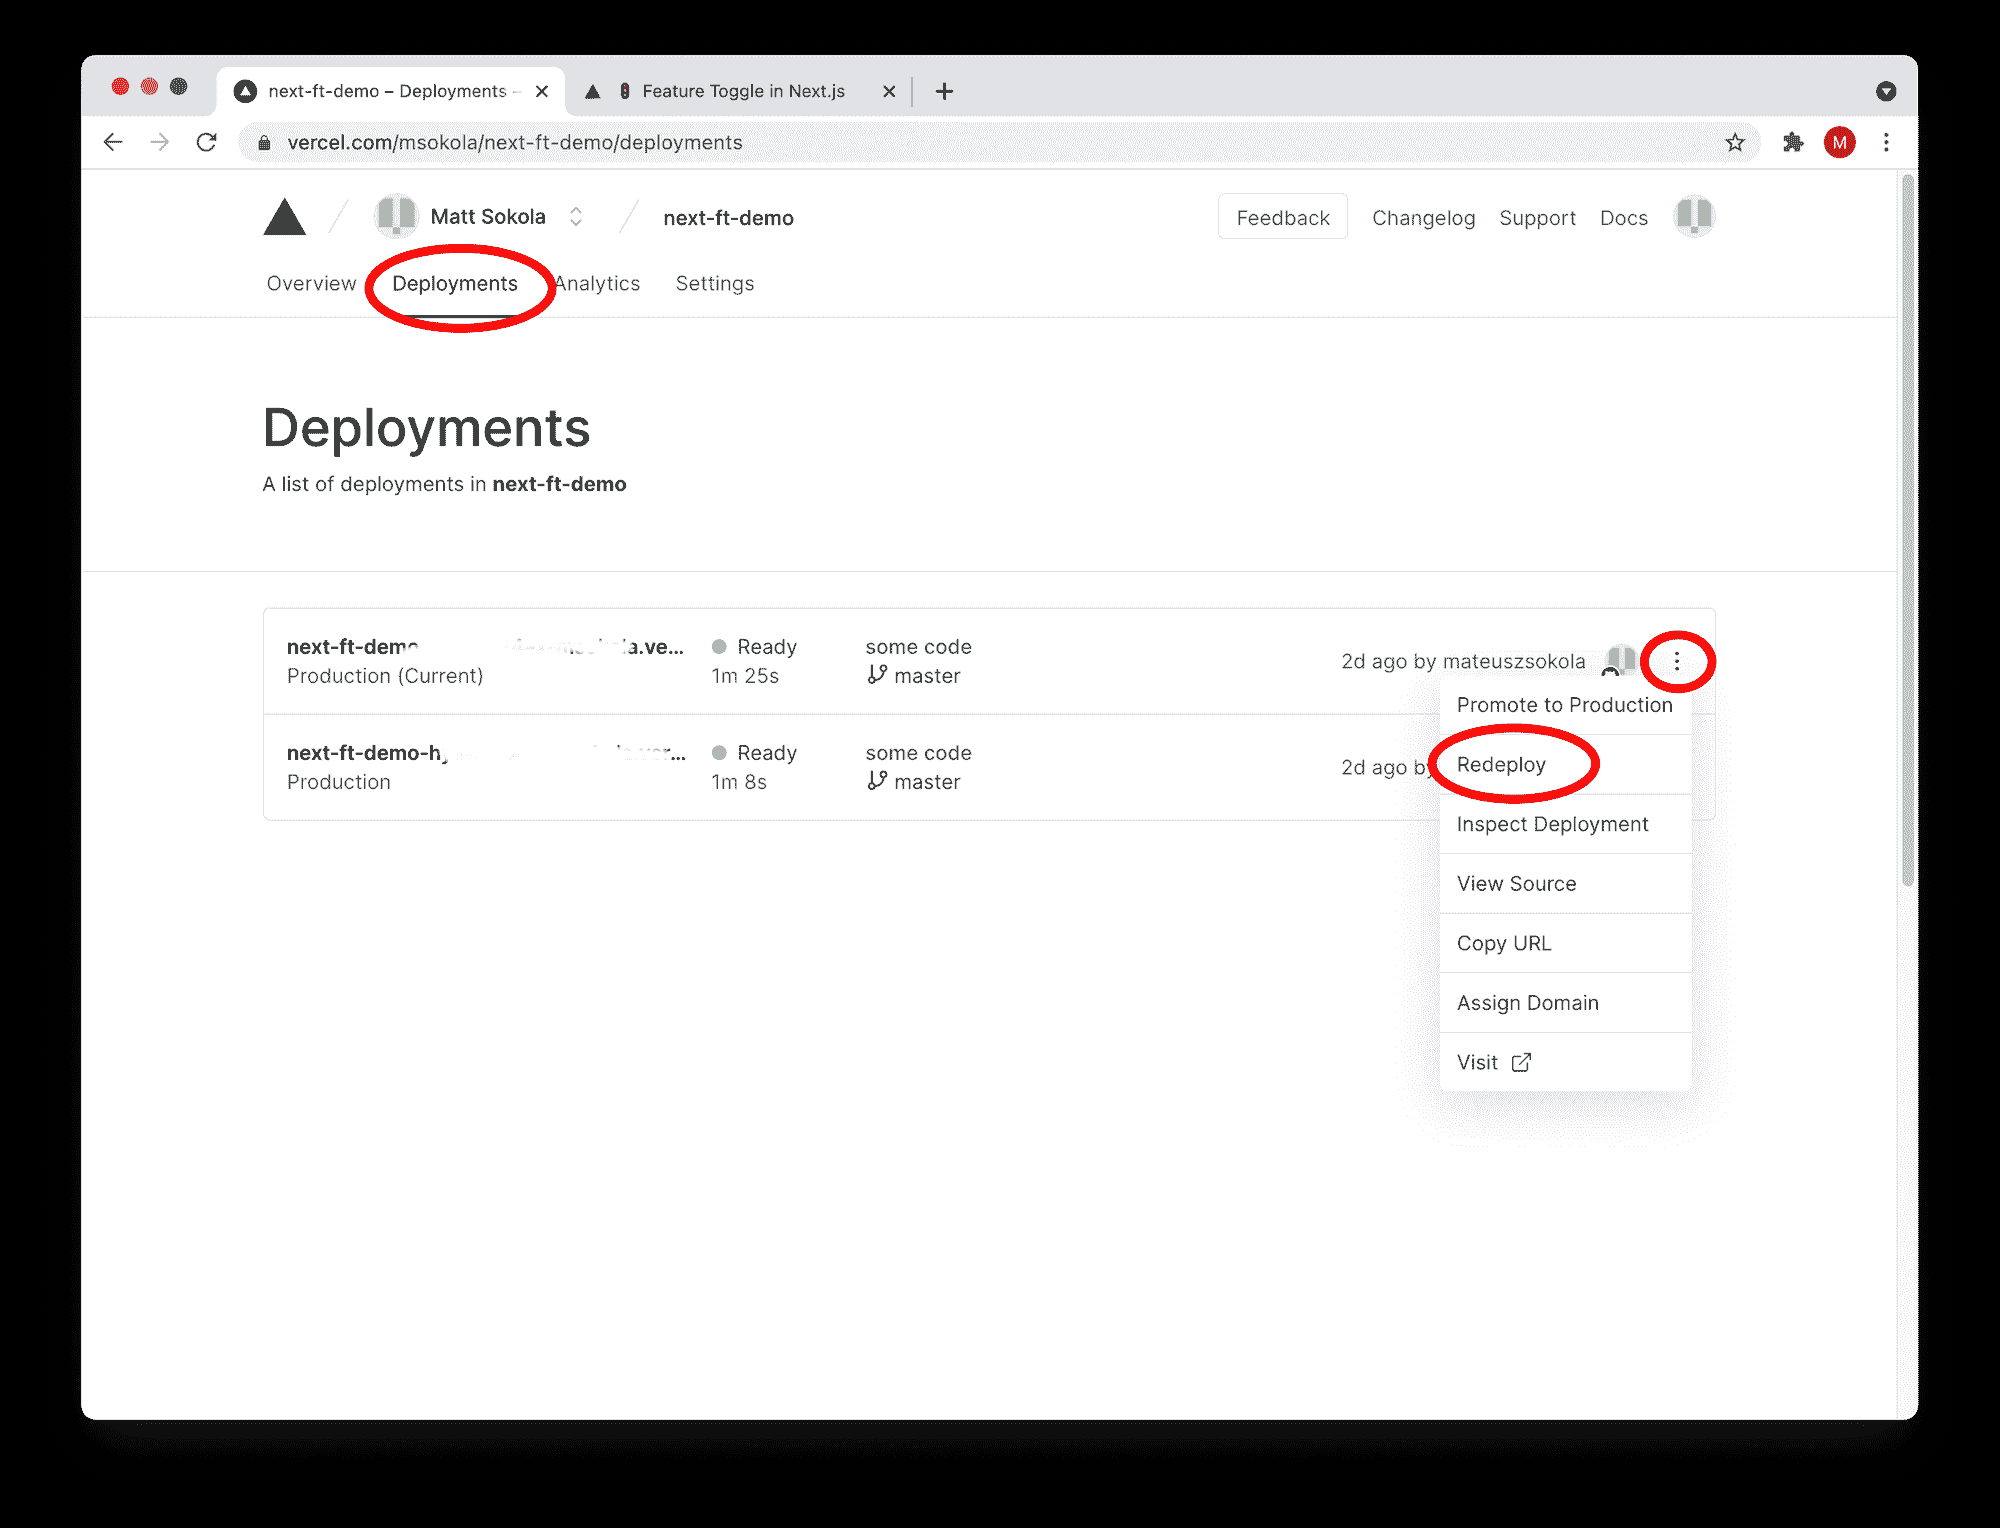 next-ft-demo – Deployments –
Feature Toggle in Next.js
vercel.com/msokola/next-ft-demo/deployments
M
Matt Sokola
next-ft-demo
Feedback
Changelog
Support
Docs
Overview
Deployments
Analytics
Settings
Deployments
A list of deployments in next-ft-demo
next-ft-demo
Ready
some code
Production (Current)
1m 25s
master
2d ago by mateuszsokola
next-ft-demo-h
Ready
some code
Production
1m 8s
master
2d ago by
Promote to Production
Redeploy
Inspect Deployment
View Source
Copy URL
Assign Domain
Visit